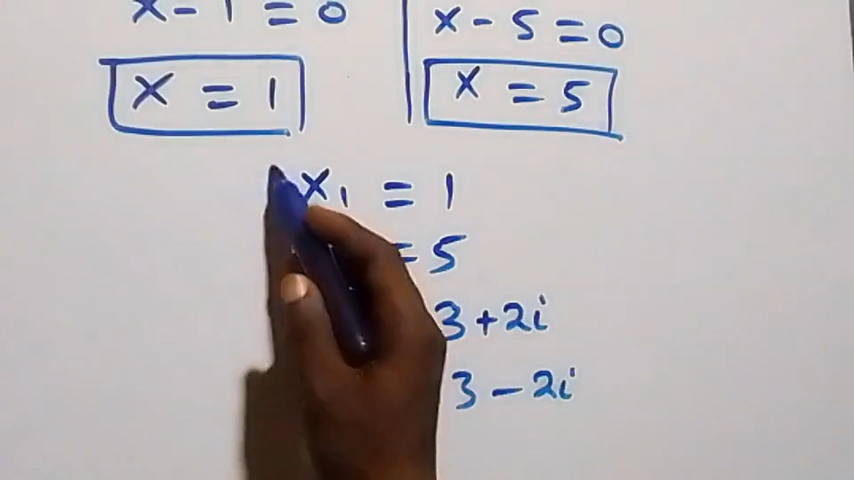 x - 1 = 0
x - 5 = 0
x = 1
x = 5
x₁ = 1
= 5
3 + 2i
3 - 2i